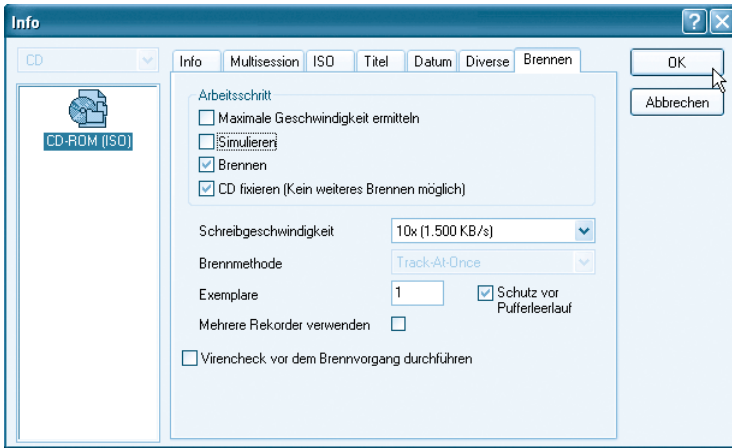 Info
CD
CD-ROM (ISO)
Info Multisession ISO Titel Datum Diverse Brennen
Arbeitsschritt
Maximale Geschwindigkeit ermitteln
Simulieren
Brennen
CD fixieren (Kein weiteres Brennen möglich)
Schreibgeschwindigkeit 10x (1.500 KB/s)
Brennmethode Track-At-Once
Exemplare 1 Schutz vor
Pufferleerlauf
Mehrere Rekorder verwenden
Virencheck vor dem Brennvorgang durchführen
OK
Abbrechen